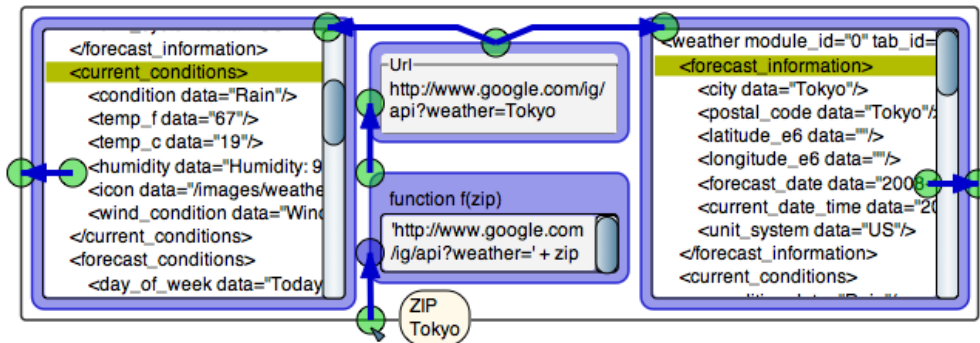 </forecast_information>
<current_conditions>
<condition data="Rain"/>
<temp_f data="67"/>
<temp_c data="19"/>
<humidity data="Humidity: 9
<icon data="/images/weathe
<wind_condition data="Wind
</current_conditions>
<forecast_conditions>
<day_of_week data="Today
Url
http://www.google.com/ig/
api?weather=Tokyo
function f(zip)
'http://www.google.com
/ig/api?weather=' + zip
ZIP
Tokyo
<weather module_id="0" tab_id=
<forecast_information>
<city data="Tokyo"/>
<postal_code data="Tokyo"/
<latitude_e6 data=""/>
<longitude_e6 data=""/>
<forecast_date data="2008-
<current_date_time data="20
<unit_system data="US"/>
</forecast_information>
<current_conditions>